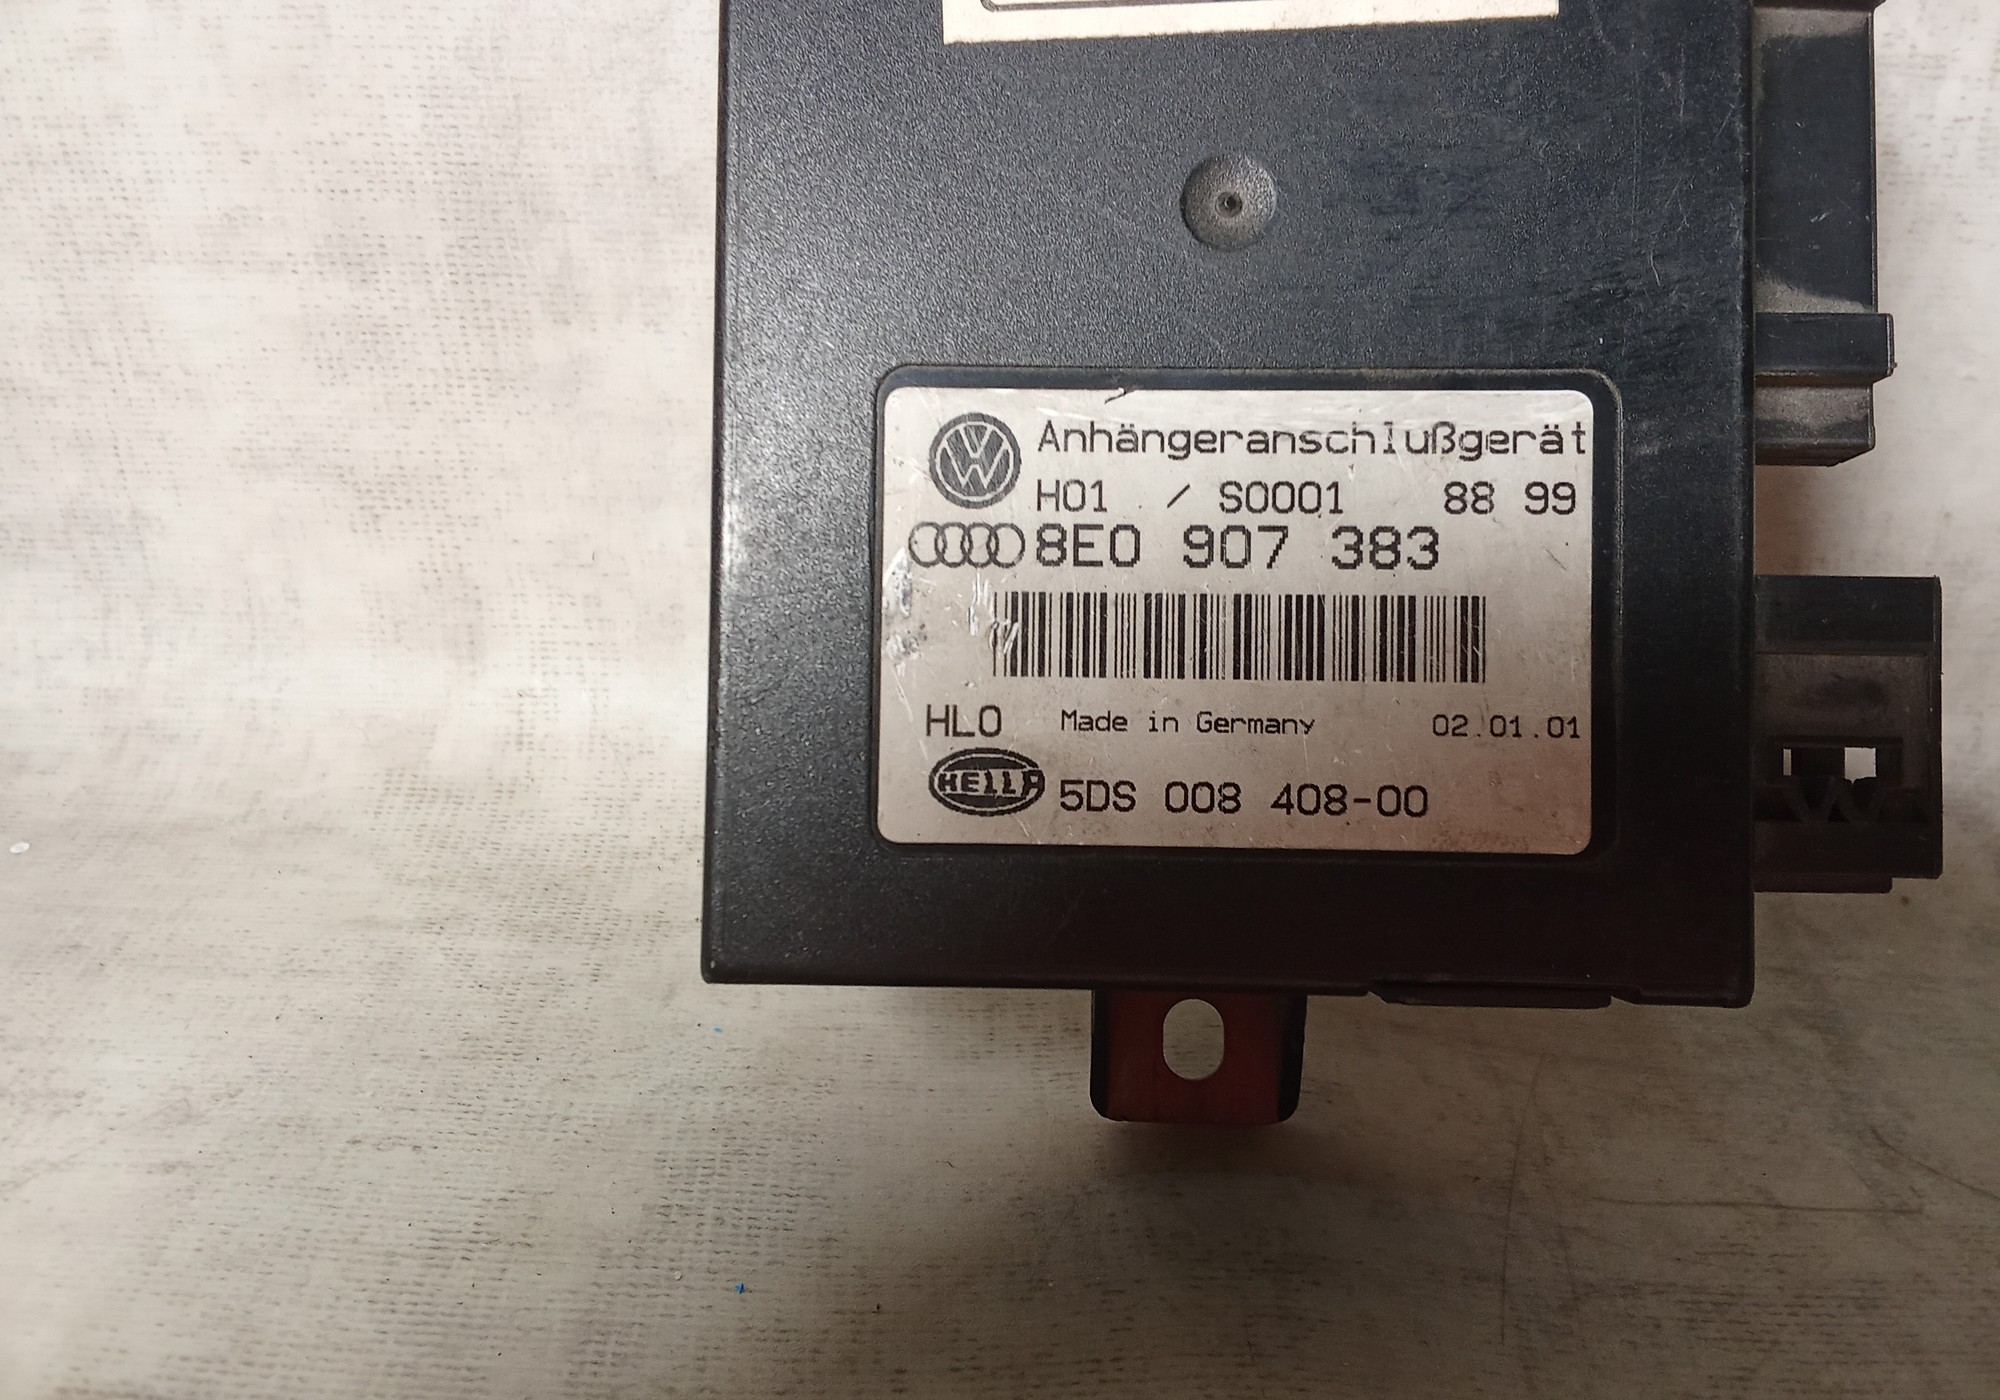 Anhängeranschlußgerät
H01 / S0001 88 99
8E0 907 383
HLO Made in Germany 02.01.01
HELLA 5DS 008 408-00